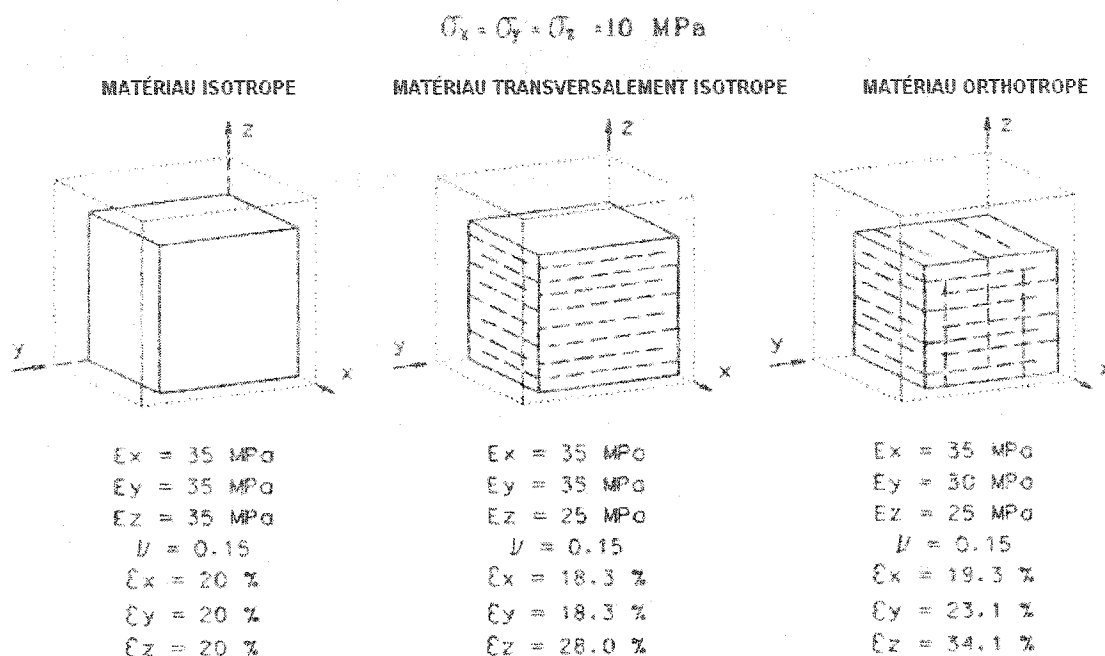 σx = σy = σz = 10 MPa
MATÉRIAU ISOTROPE
MATÉRIAU TRANSVERSALEMENT ISOTROPE
MATÉRIAU ORTHOTROPE
z
z
z
y
x
y
x
y
x
Ex = 35 MPa
Ey = 35 MPa
Ez = 35 MPa
ν = 0.15
εx = 20 %
εy = 20 %
εz = 20 %
Ex = 35 MPa
Ey = 35 MPa
Ez = 25 MPa
ν = 0.15
εx = 18.3 %
εy = 18.3 %
εz = 28.0 %
Ex = 35 MPa
Ey = 30 MPa
Ez = 25 MPa
ν = 0.15
εx = 19.3 %
εy = 23.1 %
εz = 34.1 %